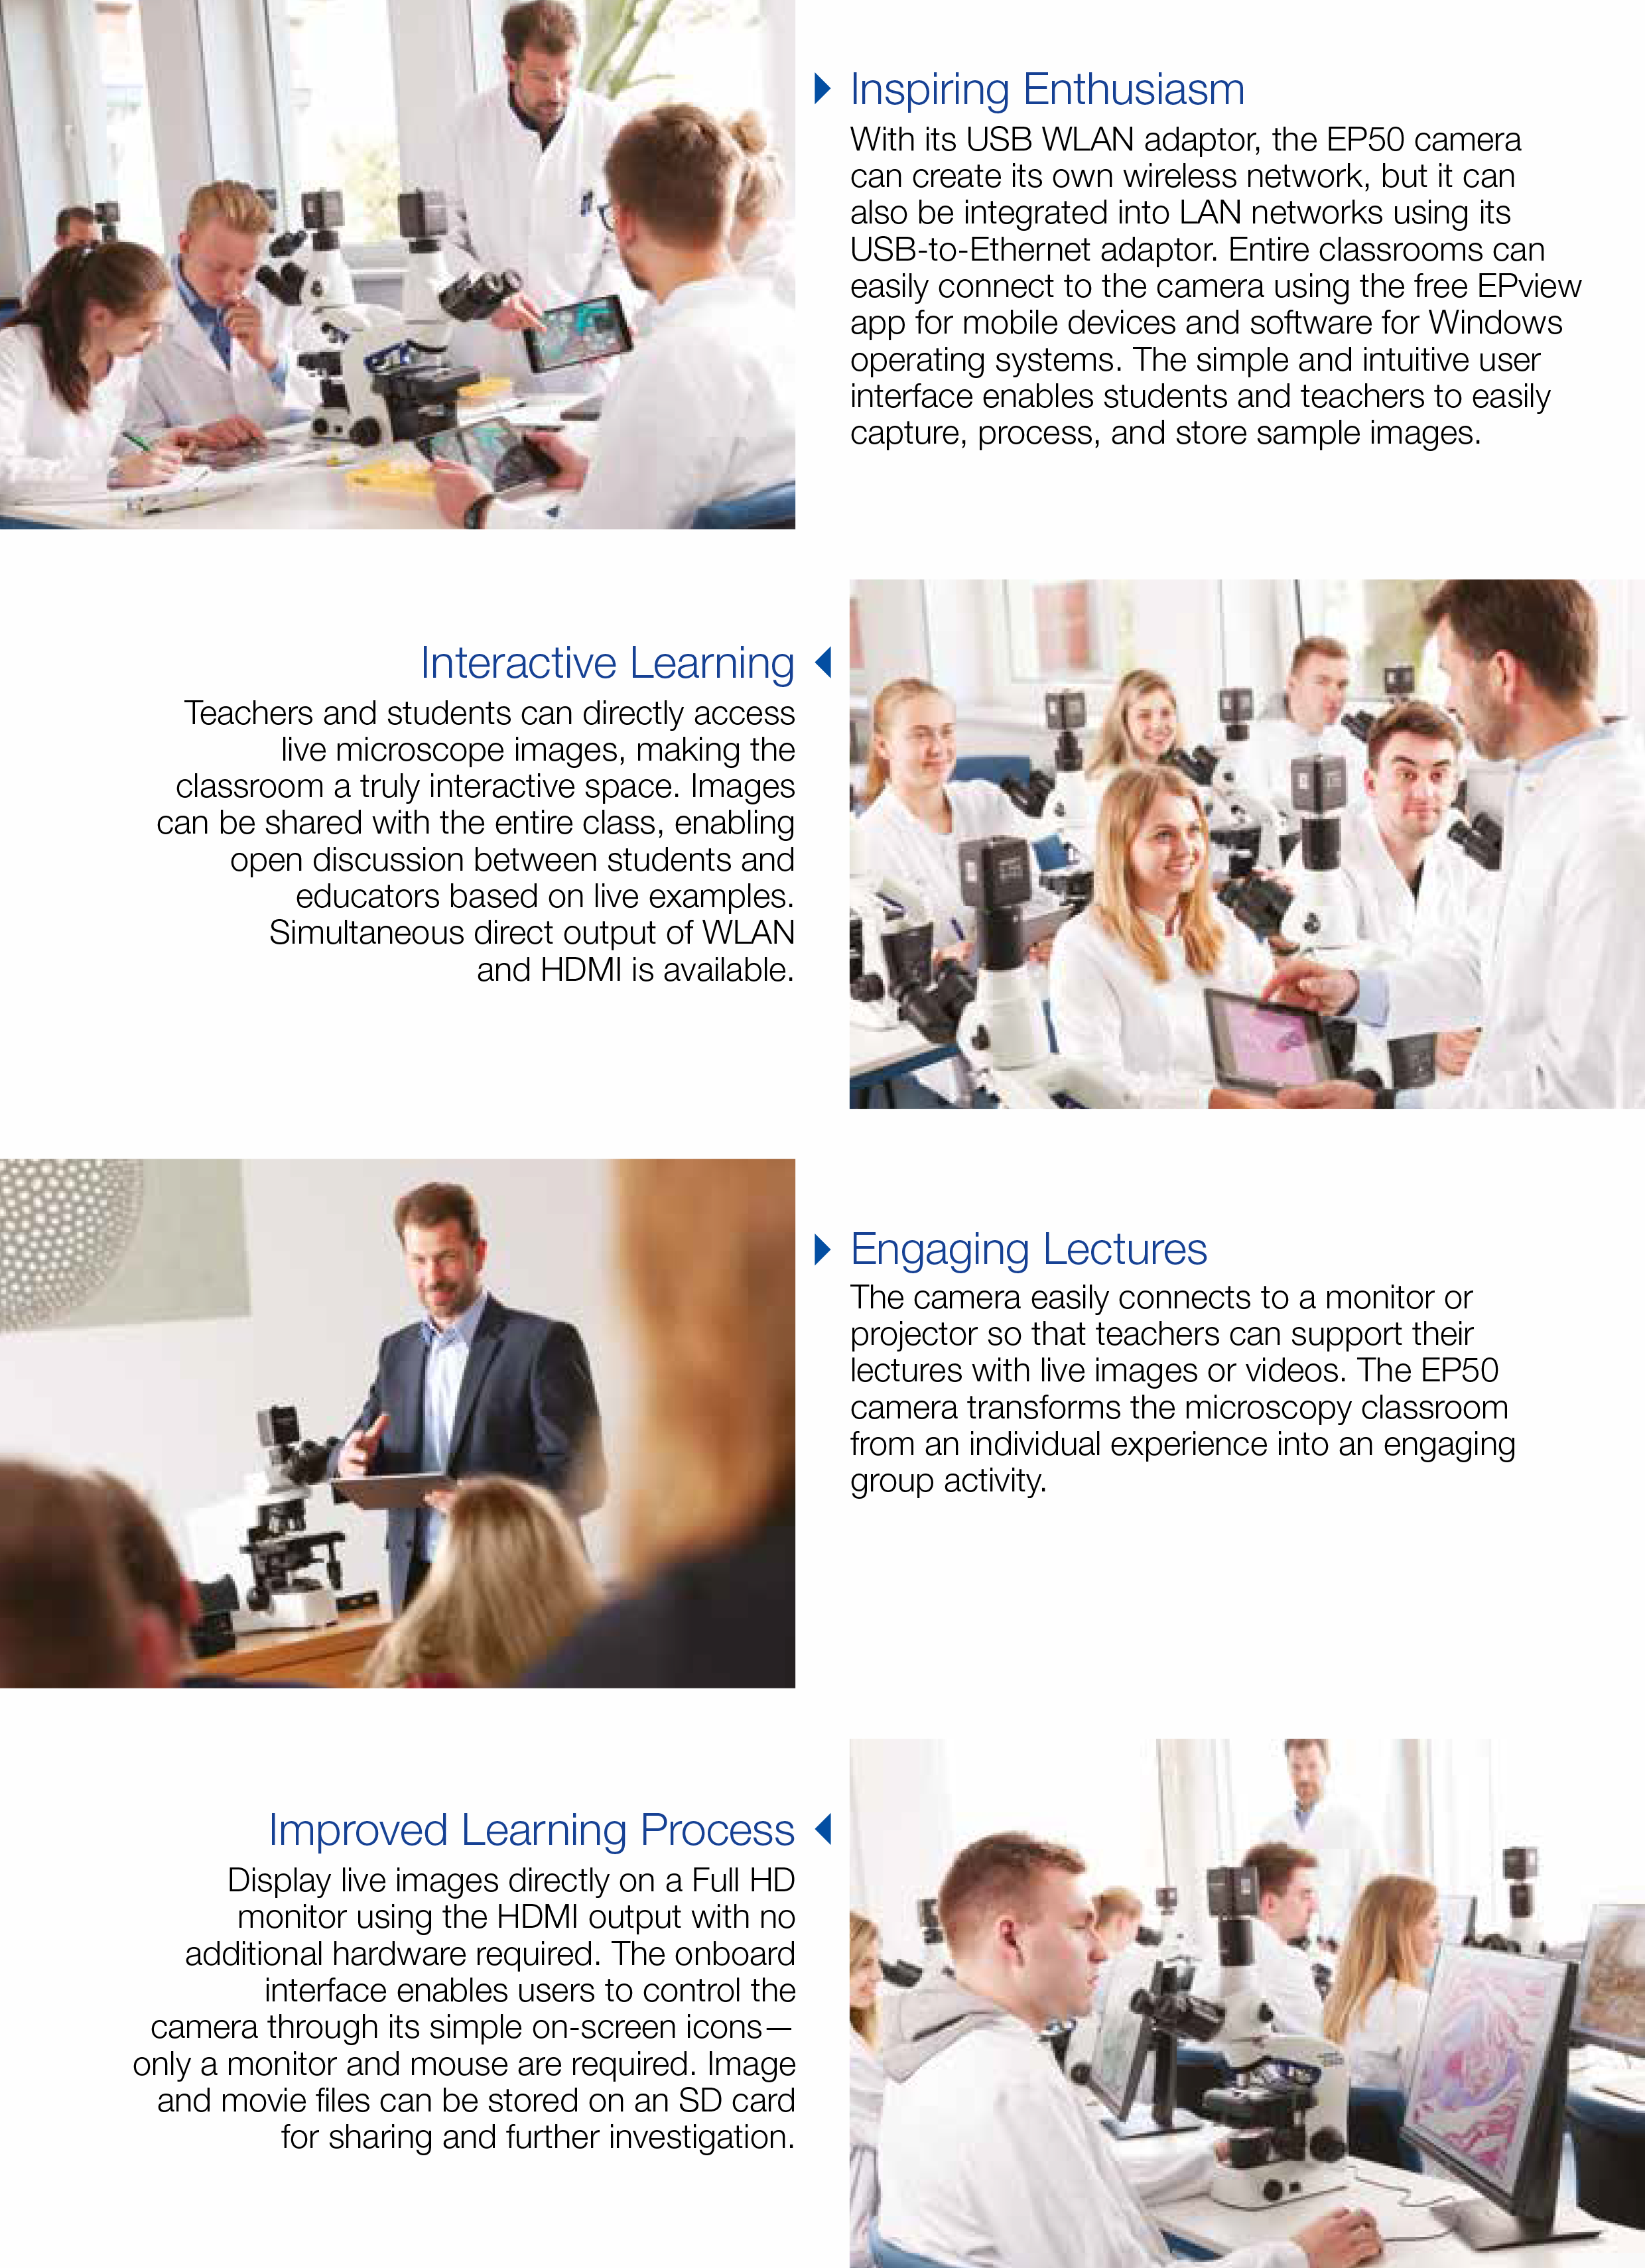 Inspiring Enthusiasm
With its USB WLAN adaptor, the EP50 camera
can create its own wireless network, but it can
also be integrated into LAN networks using its
USB-to-Ethernet adaptor. Entire classrooms can
easily connect to the camera using the free EPview
app for mobile devices and software for Windows
operating systems. The simple and intuitive user
interface enables students and teachers to easily
capture, process, and store sample images.
Interactive Learning
Teachers and students can directly access
live microscope images, making the
classroom a truly interactive space. Images
can be shared with the entire class, enabling
open discussion between students and
educators based on live examples.
Simultaneous direct output of WLAN
and HDMI is available.
Engaging Lectures
The camera easily connects to a monitor or
projector so that teachers can support their
lectures with live images or videos. The EP50
camera transforms the microscopy classroom
from an individual experience into an engaging
group activity.
Improved Learning Process
Display live images directly on a Full HD
monitor using the HDMI output with no
additional hardware required. The onboard
interface enables users to control the
camera through its simple on-screen icons—
only a monitor and mouse are required. Image
and movie files can be stored on an SD card
for sharing and further investigation.